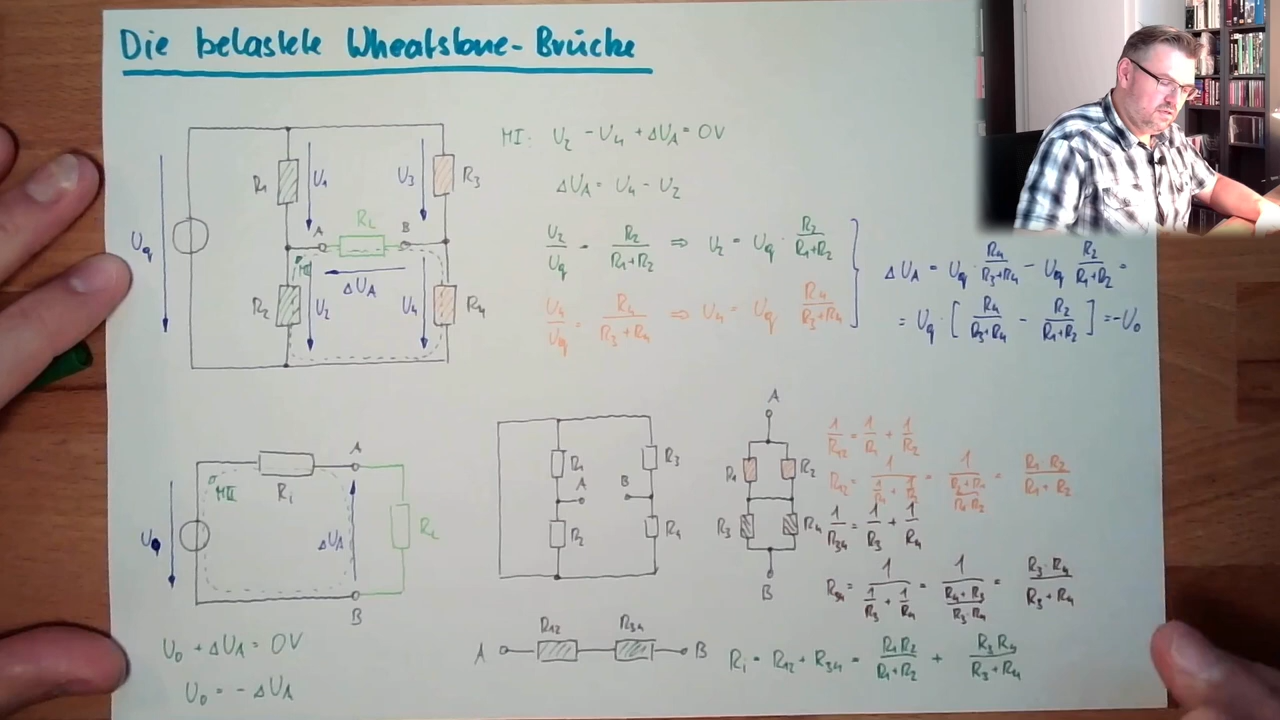 Die belastete Wheatstone-Brücke
MI: U2 - U4 + ΔUA = 0V
ΔUA = U4 - U2
U2/Uq = R2/(R1+R2) ⇒ U2 = Uq · R2/(R1+R2)
U4/Uq = R4/(R3+R4) ⇒ U4 = Uq R4/(R3+R4)
ΔUA = Uq · R4/(R3+R4) - Uq R2/(R1+R2) =
= Uq · [ R4/(R3+R4) - R2/(R1+R2) ] = -U0
Uq
R1
U1
U3
R3
A
RL
B
MI
ΔUA
R2
U2
U4
R4
A
Ri
MII
ΔUA
RL
B
U0 + ΔUA = 0V
U0 = - ΔUA
R1
A
R2
R3
B
R4
A
R1
R2
R3
R4
B
1/R12 = 1/R1 + 1/R2
R12 = 1/(1/R1 + 1/R2) = 1/((R2+R1)/(R1·R2)) = R1·R2/(R1+R2)
1/R34 = 1/R3 + 1/R4
R34 = 1/(1/R3 + 1/R4) = 1/((R4+R3)/(R3·R4)) = R3·R4/(R3+R4)
A R12 R34 B
Ri = R12 + R34 = R1R2/(R1+R2) + R3R4/(R3+R4)